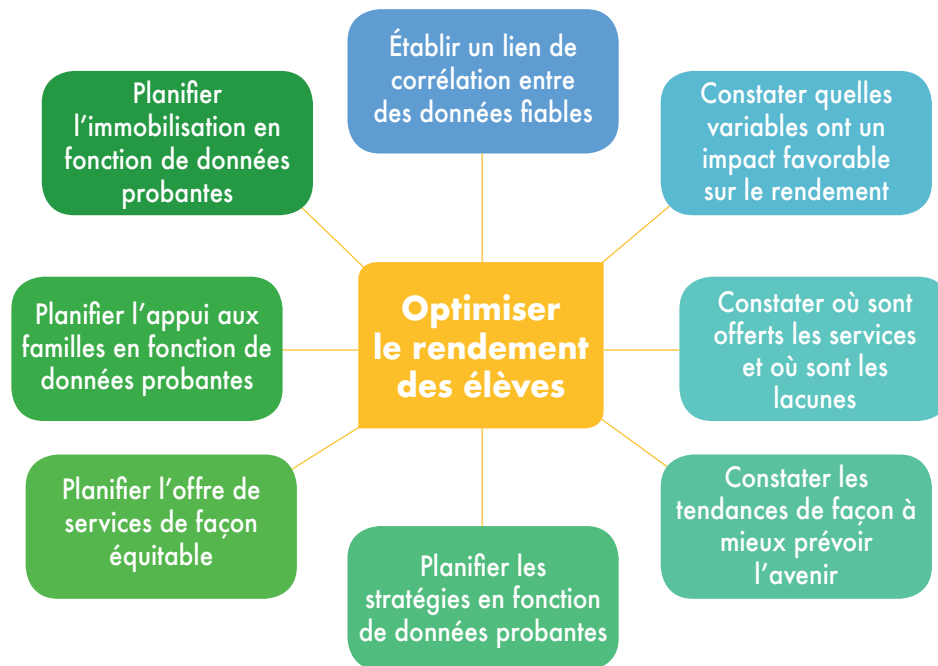 Établir un lien de
corrélation entre
des données fiables
Constater quelles
variables ont un
impact favorable
sur le rendement
Constater où sont
offerts les services
et où sont les
lacunes
Constater les
tendances de façon à
mieux prévoir
l'avenir
Planifier les
stratégies en fonction
de données probantes
Planifier l'offre de
services de façon
équitable
Planifier l'appui aux
familles en fonction de
données probantes
Planifier
l'immobilisation en
fonction de données
probantes
Optimiser
le rendement
des élèves